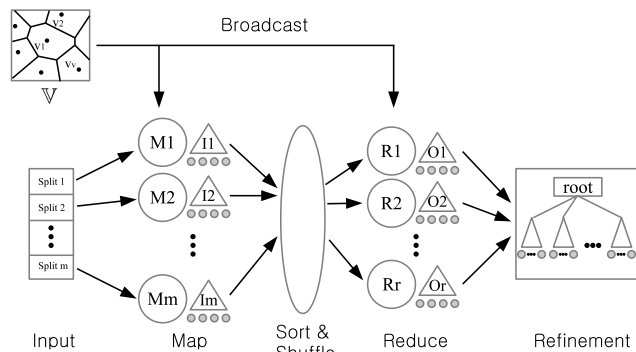 V2
V1
Vv
𝕍
Broadcast
M1
I1
M2
I2
Mm
Im
R1
O1
R2
O2
Rr
Or
Split 1
Split 2
Split m
root
Input
Map
Sort &
Shuffle
Reduce
Refinement